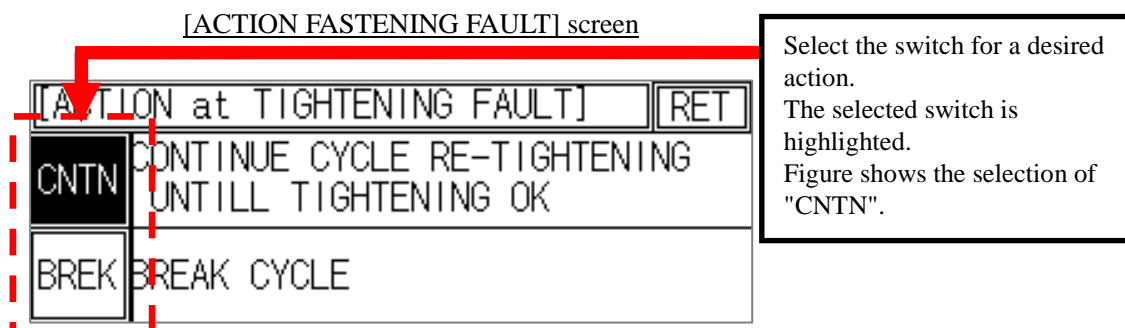 [ACTION FASTENING FAULT] screen
Select the switch for a desired
action.
The selected switch is
highlighted.
Figure shows the selection of
"CNTN".
[ACTION at TIGHTENING FAULT] RET
CNTN CONTINUE CYCLE RE-TIGHTENING
UNTILL TIGHTENING OK
BREK BREAK CYCLE